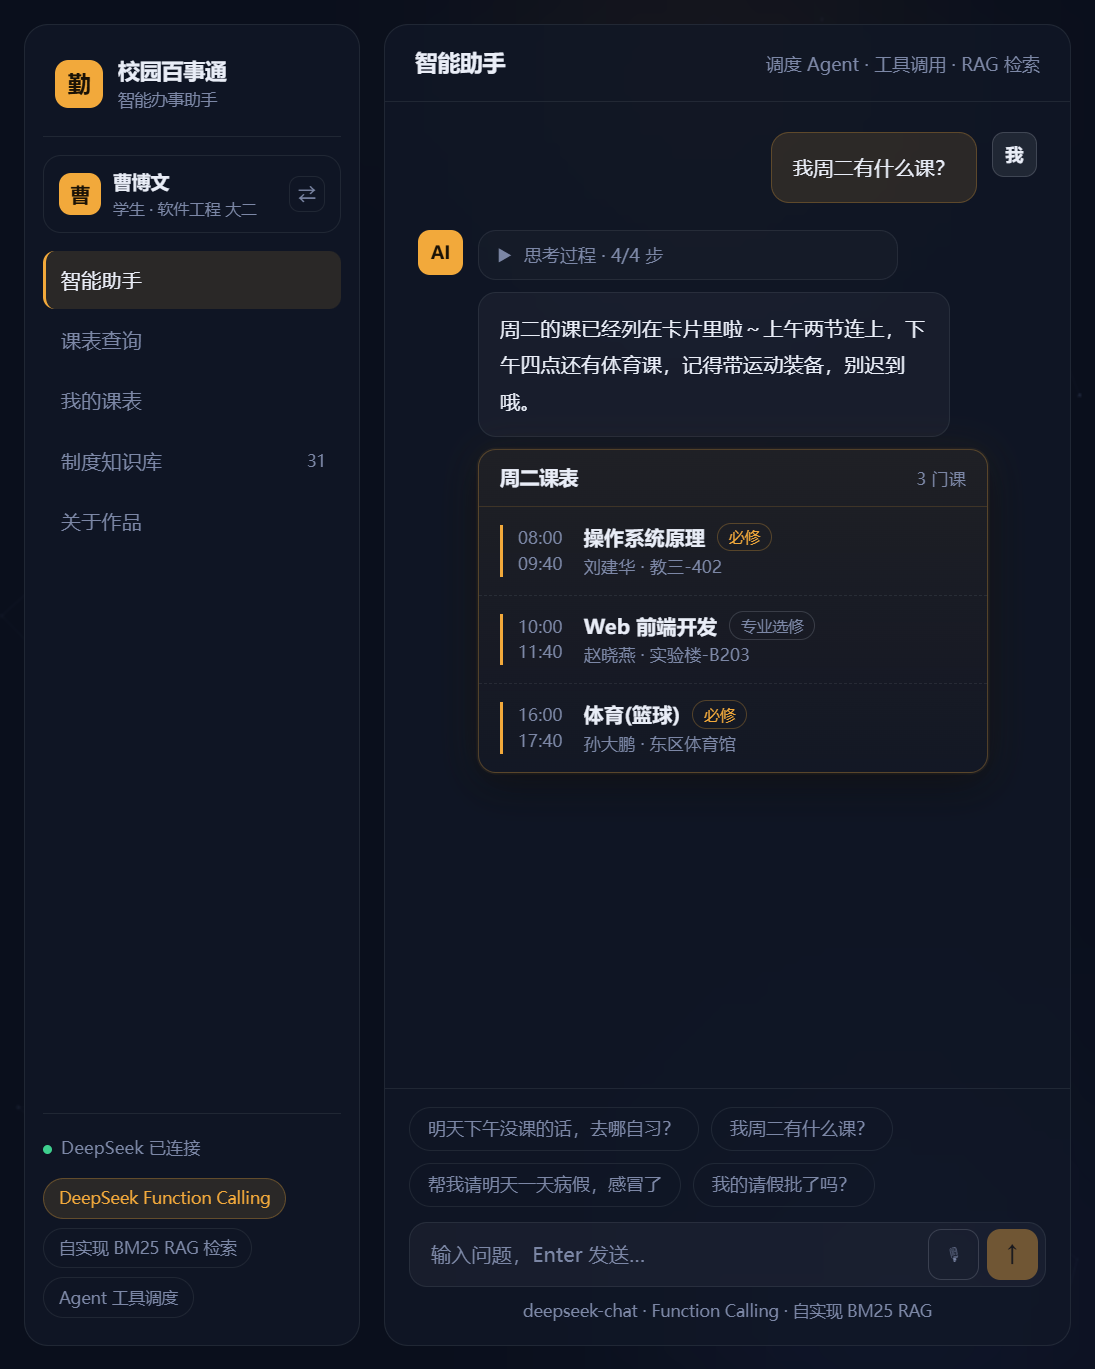 勤
校园百事通
智能办事助手
曹
曹博文
学生 · 软件工程 大二
智能助手
课表查询
我的课表
制度知识库 31
关于作品
DeepSeek 已连接
DeepSeek Function Calling
自实现 BM25 RAG 检索
Agent 工具调度
智能助手
调度 Agent · 工具调用 · RAG 检索
我周二有什么课？
我
AI
思考过程 · 4/4 步
周二的课已经列在卡片里啦～上午两节连上，下
午四点还有体育课，记得带运动装备，别迟到
哦。
周二课表
3 门课
08:00
09:40
操作系统原理 必修
刘建华 · 教三-402
10:00
11:40
Web 前端开发 专业选修
赵晓燕 · 实验楼-B203
16:00
17:40
体育(篮球) 必修
孙大鹏 · 东区体育馆
明天下午没课的话，去哪自习？
我周二有什么课？
帮我请明天一天病假，感冒了
我的请假批了吗？
输入问题，Enter 发送...
deepseek-chat · Function Calling · 自实现 BM25 RAG